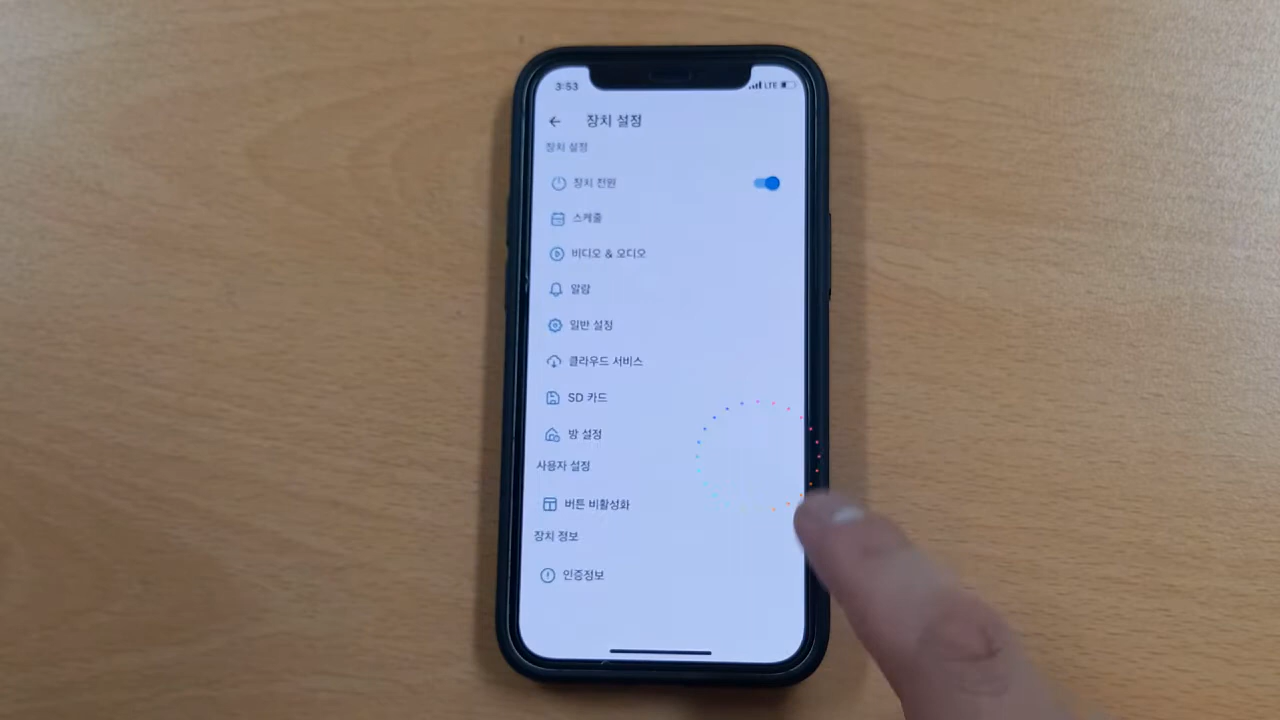 3:53
LTE
장치 설정
장치 설정
장치 전원
스케줄
비디오 & 오디오
알람
일반 설정
클라우드 서비스
SD 카드
방 설정
사용자 설정
버튼 비활성화
장치 정보
인증정보